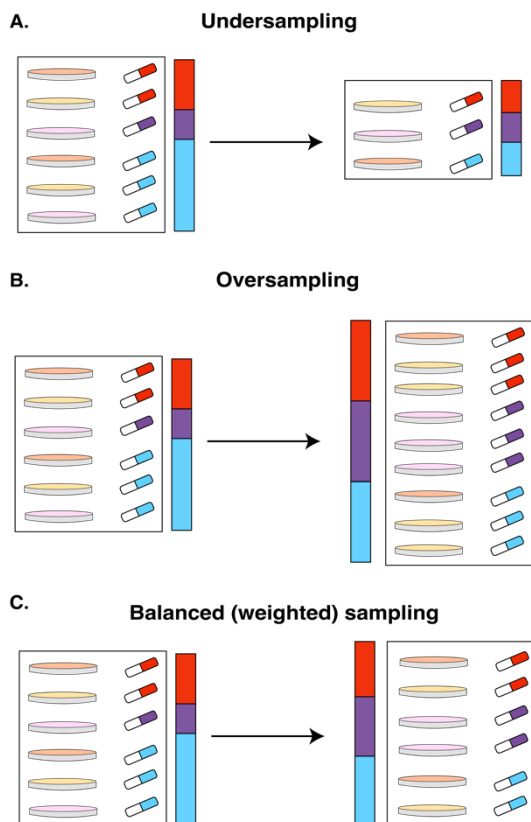 A.
Undersampling
B.
Oversampling
C.
Balanced (weighted) sampling